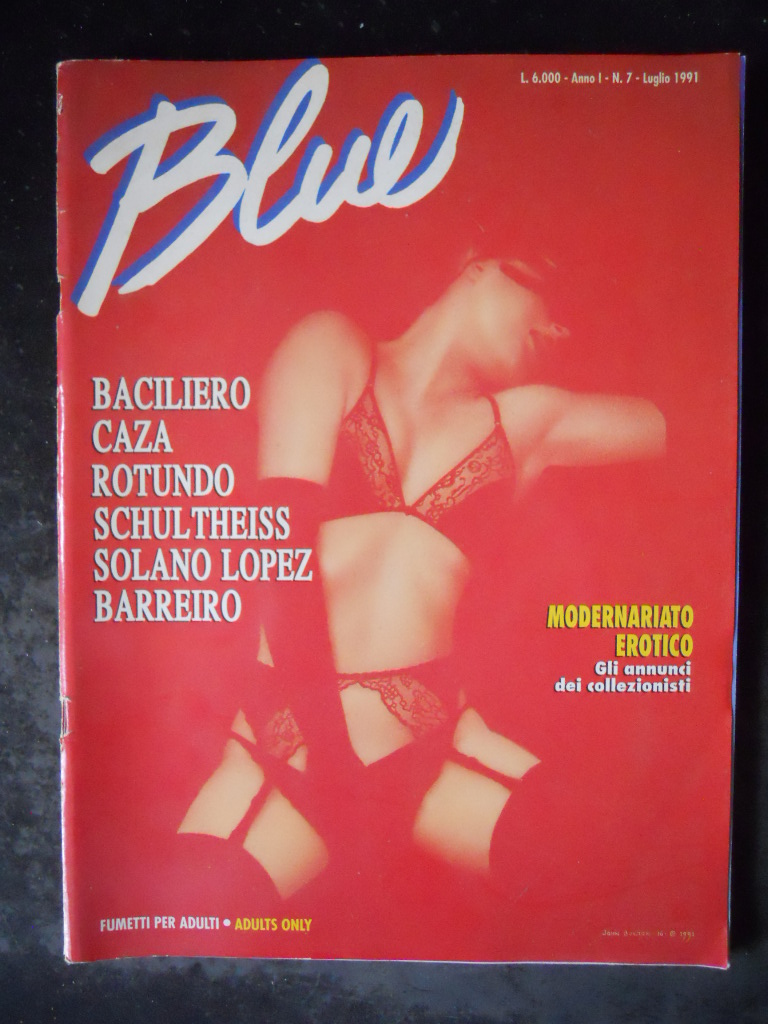 L. 6.000 - Anno I - N. 7 - Luglio 1991
Blue
BACILIERO
CAZA
ROTUNDO
SCHULTHEISS
SOLANO LOPEZ
BARREIRO
MODERNARIATO
EROTICO
Gli annunci
dei collezionisti
FUMETTI PER ADULTI • ADULTS ONLY
© 1991